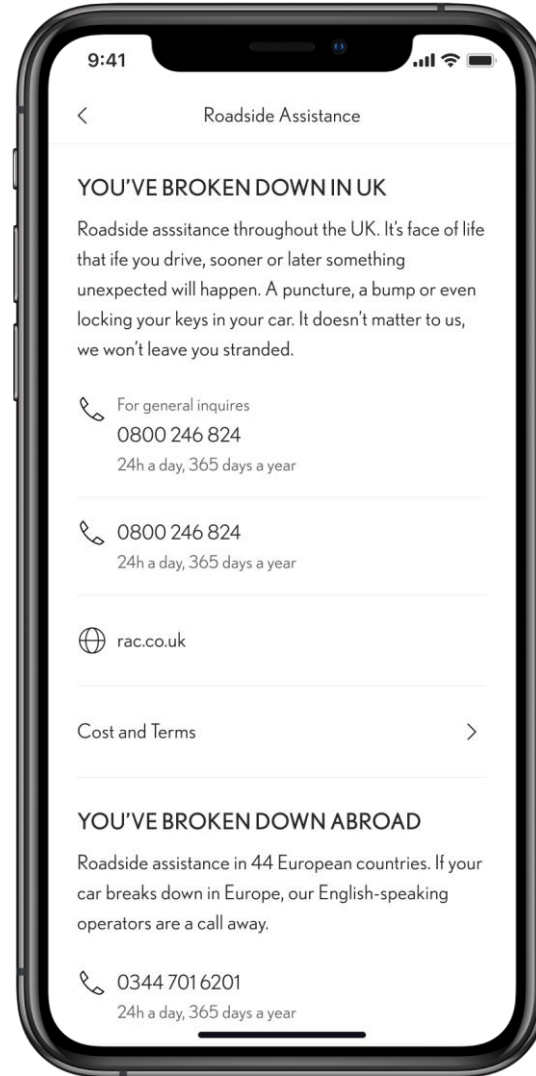 9:41
Roadside Assistance
YOU'VE BROKEN DOWN IN UK
Roadside asssitance throughout the UK. It's face of life
that ife you drive, sooner or later something
unexpected will happen. A puncture, a bump or even
locking your keys in your car. It doesn't matter to us,
we won't leave you stranded.
For general inquires
0800 246 824
24h a day, 365 days a year
0800 246 824
24h a day, 365 days a year
rac.co.uk
Cost and Terms
YOU'VE BROKEN DOWN ABROAD
Roadside assistance in 44 European countries. If your
car breaks down in Europe, our English-speaking
operators are a call away.
0344 701 6201
24h a day, 365 days a year